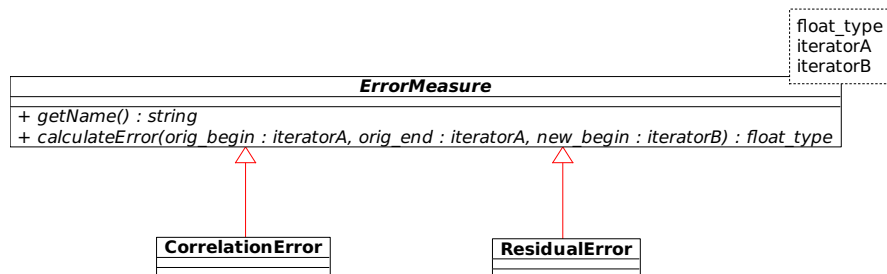 float_type
iteratorA
iteratorB
ErrorMeasure
+ getName() : string
+ calculateError(orig_begin : iteratorA, orig_end : iteratorA, new_begin : iteratorB) : float_type
CorrelationError
ResidualError